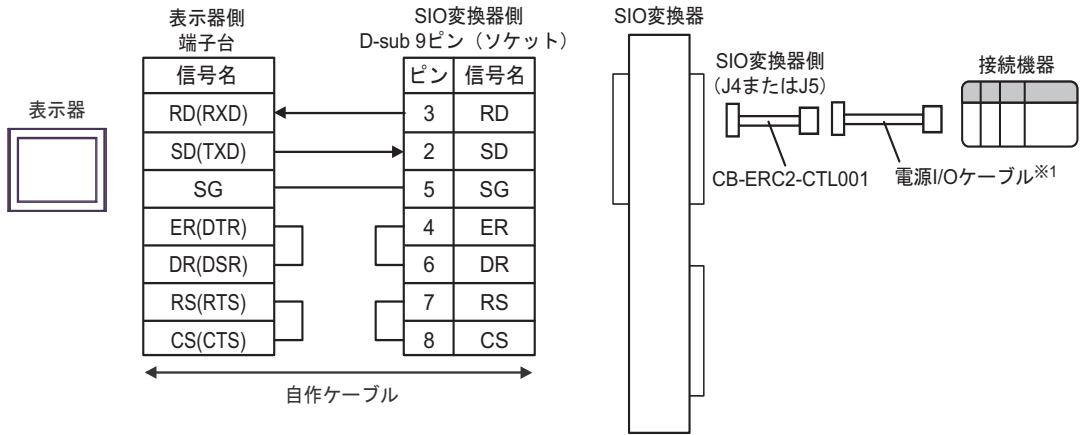 表示器
表示器側
端子台
信号名
RD(RXD)
SD(TXD)
SG
ER(DTR)
DR(DSR)
RS(RTS)
CS(CTS)
SIO変換器側
D-sub 9ピン（ソケット）
ピン 信号名
3 RD
2 SD
5 SG
4 ER
6 DR
7 RS
8 CS
自作ケーブル
SIO変換器
SIO変換器側
（J4またはJ5）
CB-ERC2-CTL001
電源I/Oケーブル※1
接続機器